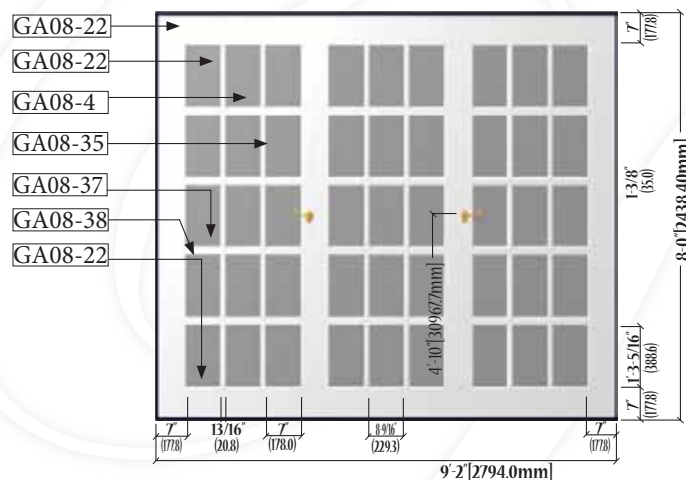 GA08-22
GA08-22
GA08-4
GA08-35
GA08-37
GA08-38
GA08-22
7"
(177.8)
1-3/8"
(35.0)
8-0"[2438.40mm]
4'-10"[3096.7.7mm]
1'-3-5/16"
(388.6)
7"
(177.8)
7"
(177.8)
13/16"
(20.8)
7"
(178.0)
8-9/16"
(229.3)
7"
(177.8)
9'-2"[2794.0mm]